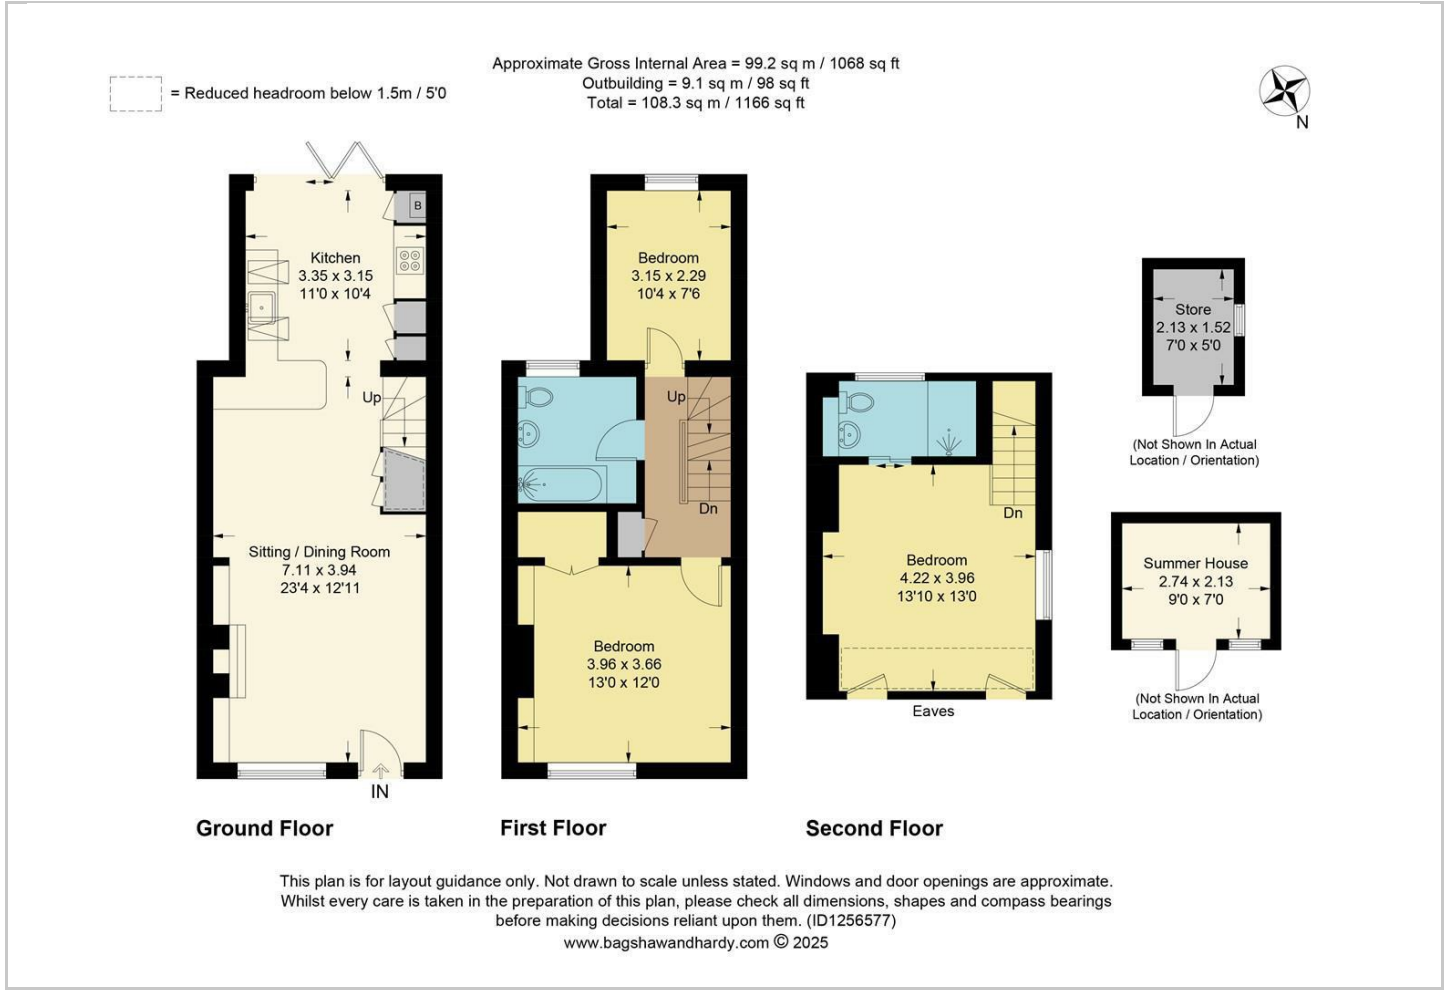 Approximate Gross Internal Area = 99.2 sq m / 1068 sq ft
Outbuilding = 9.1 sq m / 98 sq ft
Total = 108.3 sq m / 1166 sq ft
= Reduced headroom below 1.5m / 5'0
N
B
Kitchen
3.35 x 3.15
11'0 x 10'4
Up
Sitting / Dining Room
7.11 x 3.94
23'4 x 12'11
IN
Ground Floor
Bedroom
3.15 x 2.29
10'4 x 7'6
Up
Dn
Bedroom
3.96 x 3.66
13'0 x 12'0
First Floor
Dn
Bedroom
4.22 x 3.96
13'10 x 13'0
Eaves
Second Floor
Store
2.13 x 1.52
7'0 x 5'0
(Not Shown In Actual
Location / Orientation)
Summer House
2.74 x 2.13
9'0 x 7'0
(Not Shown In Actual
Location / Orientation)
This plan is for layout guidance only. Not drawn to scale unless stated. Windows and door openings are approximate.
Whilst every care is taken in the preparation of this plan, please check all dimensions, shapes and compass bearings
before making decisions reliant upon them. (ID1256577)
www.bagshawandhardy.com © 2025